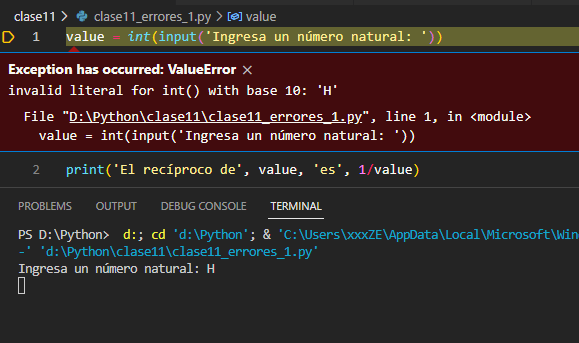 clase11 > clase11_errores_1.py > value
1 value = int(input('Ingresa un número natural: '))
Exception has occurred: ValueError ×
invalid literal for int() with base 10: 'H'
File "D:\Python\clase11\clase11_errores_1.py", line 1, in <module>
value = int(input('Ingresa un número natural: '))
2 print('El recíproco de', value, 'es', 1/value)
PROBLEMS OUTPUT DEBUG CONSOLE TERMINAL
PS D:\Python> d:; cd 'd:\Python'; & 'C:\Users\xxxZE\AppData\Local\Microsoft\Win
-' 'd:\Python\clase11\clase11_errores_1.py'
Ingresa un número natural: H